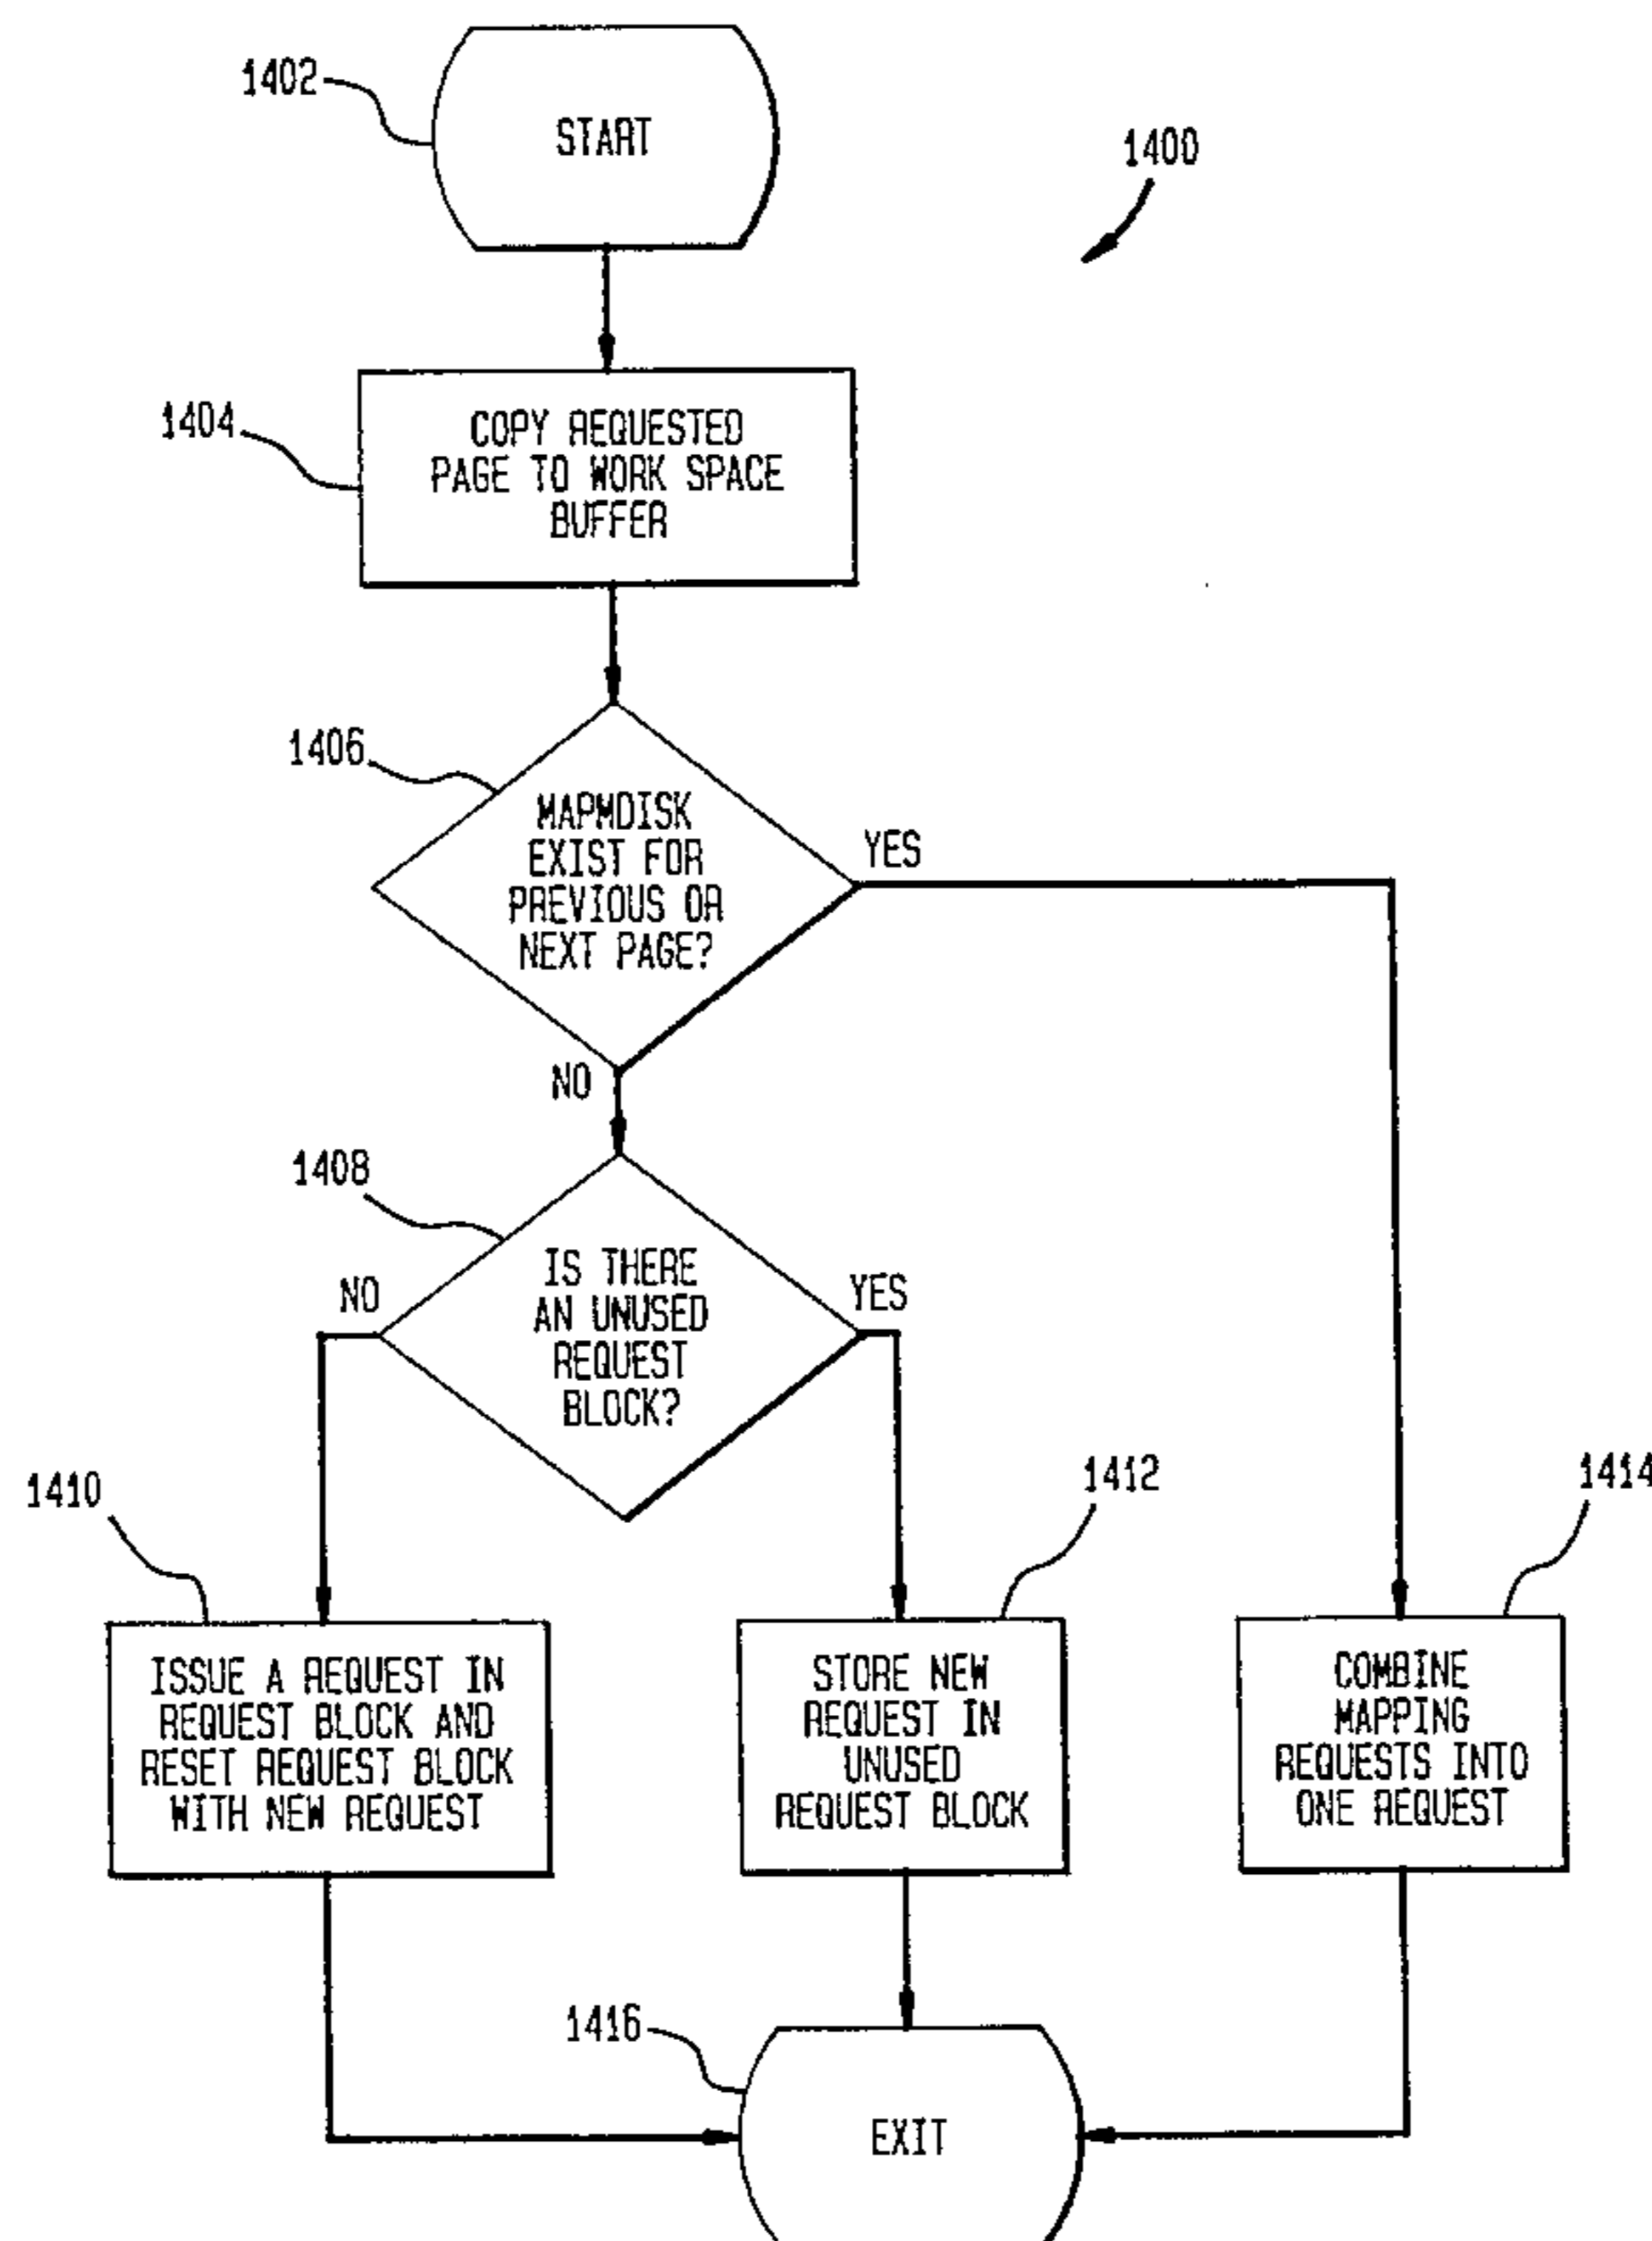 1402
START
1400
1404
COPY REQUESTED
PAGE TO WORK SPACE
BUFFER
1406
MAPMDISK
EXIST FOR
PREVIOUS OR
NEXT PAGE?
YES
NO
1408
IS THERE
AN UNUSED
REQUEST
BLOCK?
NO
YES
1410
1412
1414
ISSUE A REQUEST IN
REQUEST BLOCK AND
RESET REQUEST BLOCK
WITH NEW REQUEST
STORE NEW
REQUEST IN
UNUSED
REQUEST BLOCK
COMBINE
MAPPING
REQUESTS INTO
ONE REQUEST
1416
EXIT